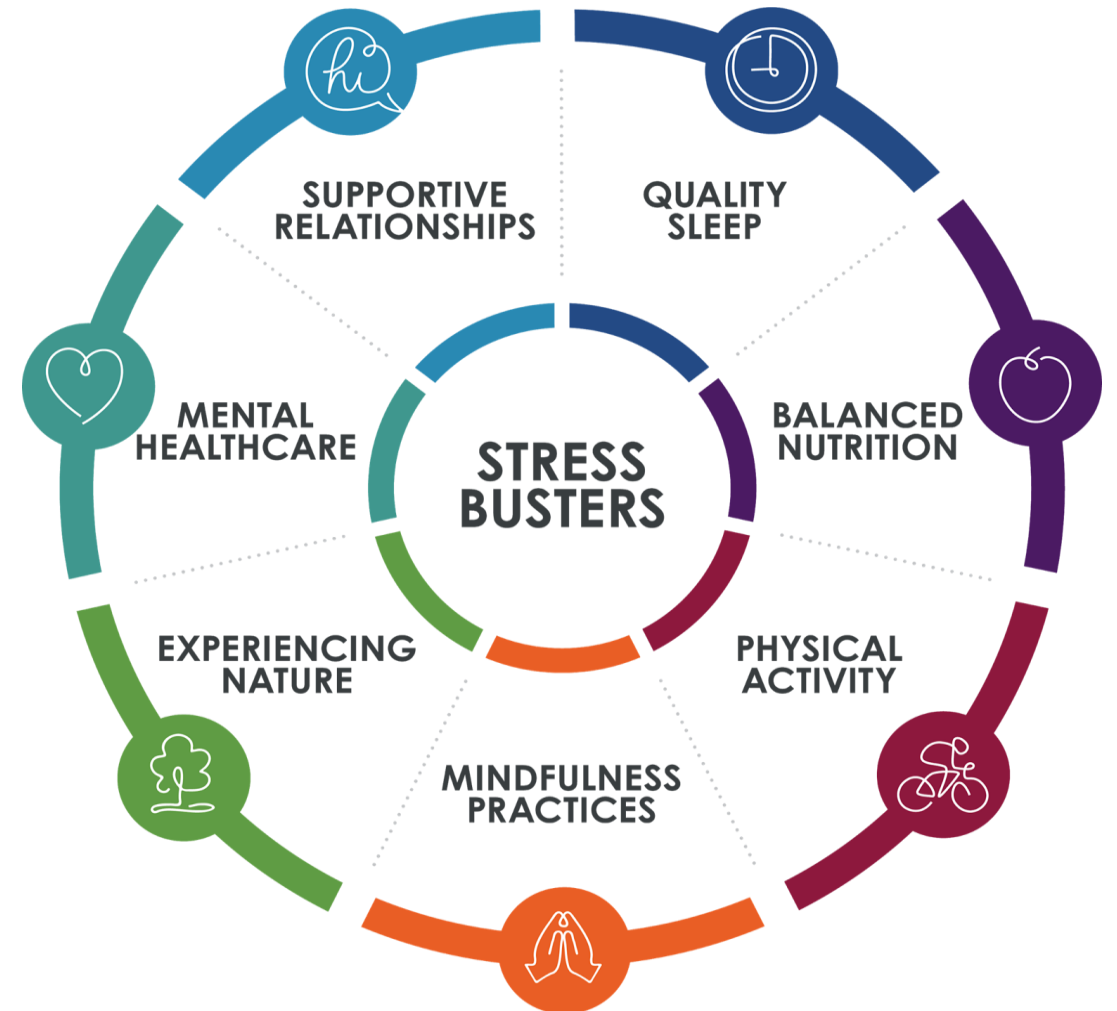 hi
SUPPORTIVE
RELATIONSHIPS
QUALITY
SLEEP
MENTAL
HEALTHCARE
STRESS
BUSTERS
BALANCED
NUTRITION
EXPERIENCING
NATURE
PHYSICAL
ACTIVITY
MINDFULNESS
PRACTICES